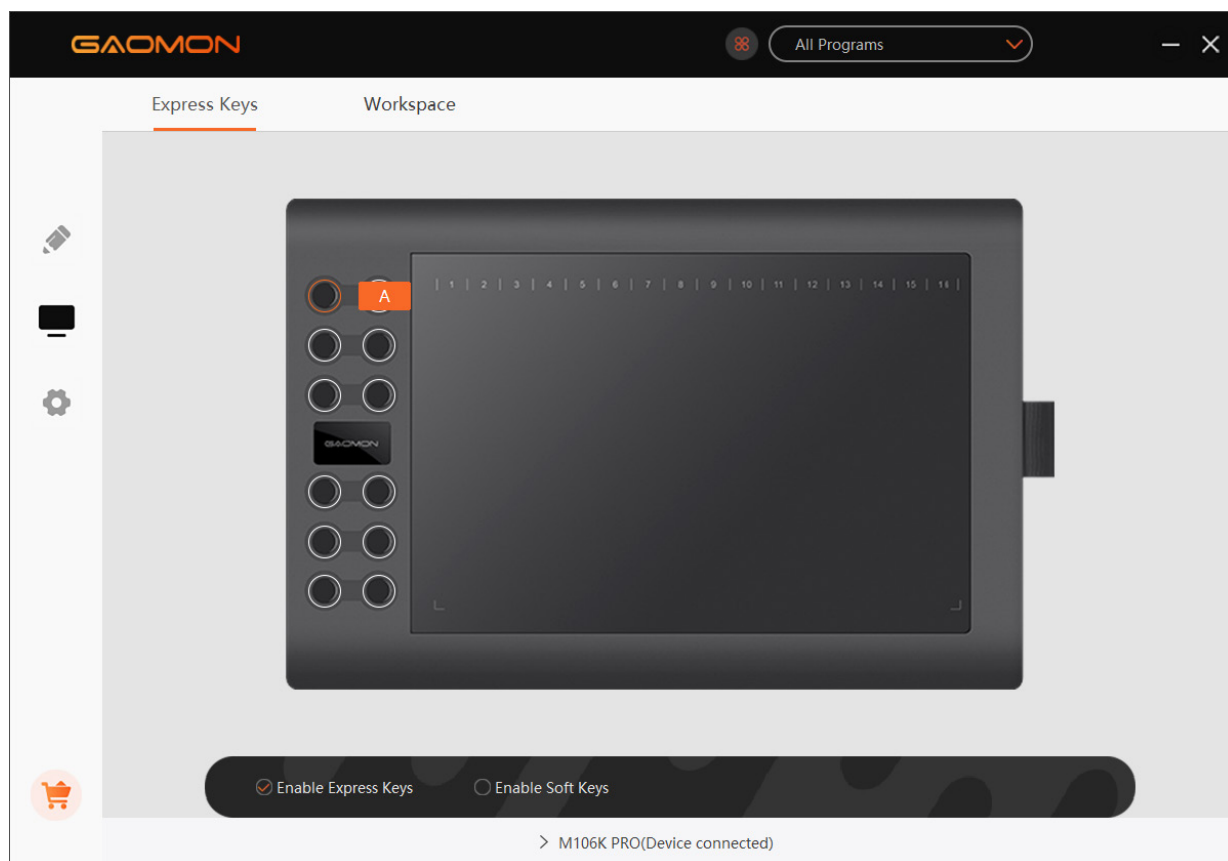 GAOMON
All Programs
Express Keys
Workspace
A
| 1 | 2 | 3 | 4 | 5 | 6 | 7 | 8 | 9 | 10 | 11 | 12 | 13 | 14 | 15 | 16 |
GAOMON
Enable Express Keys
Enable Soft Keys
M106K PRO(Device connected)